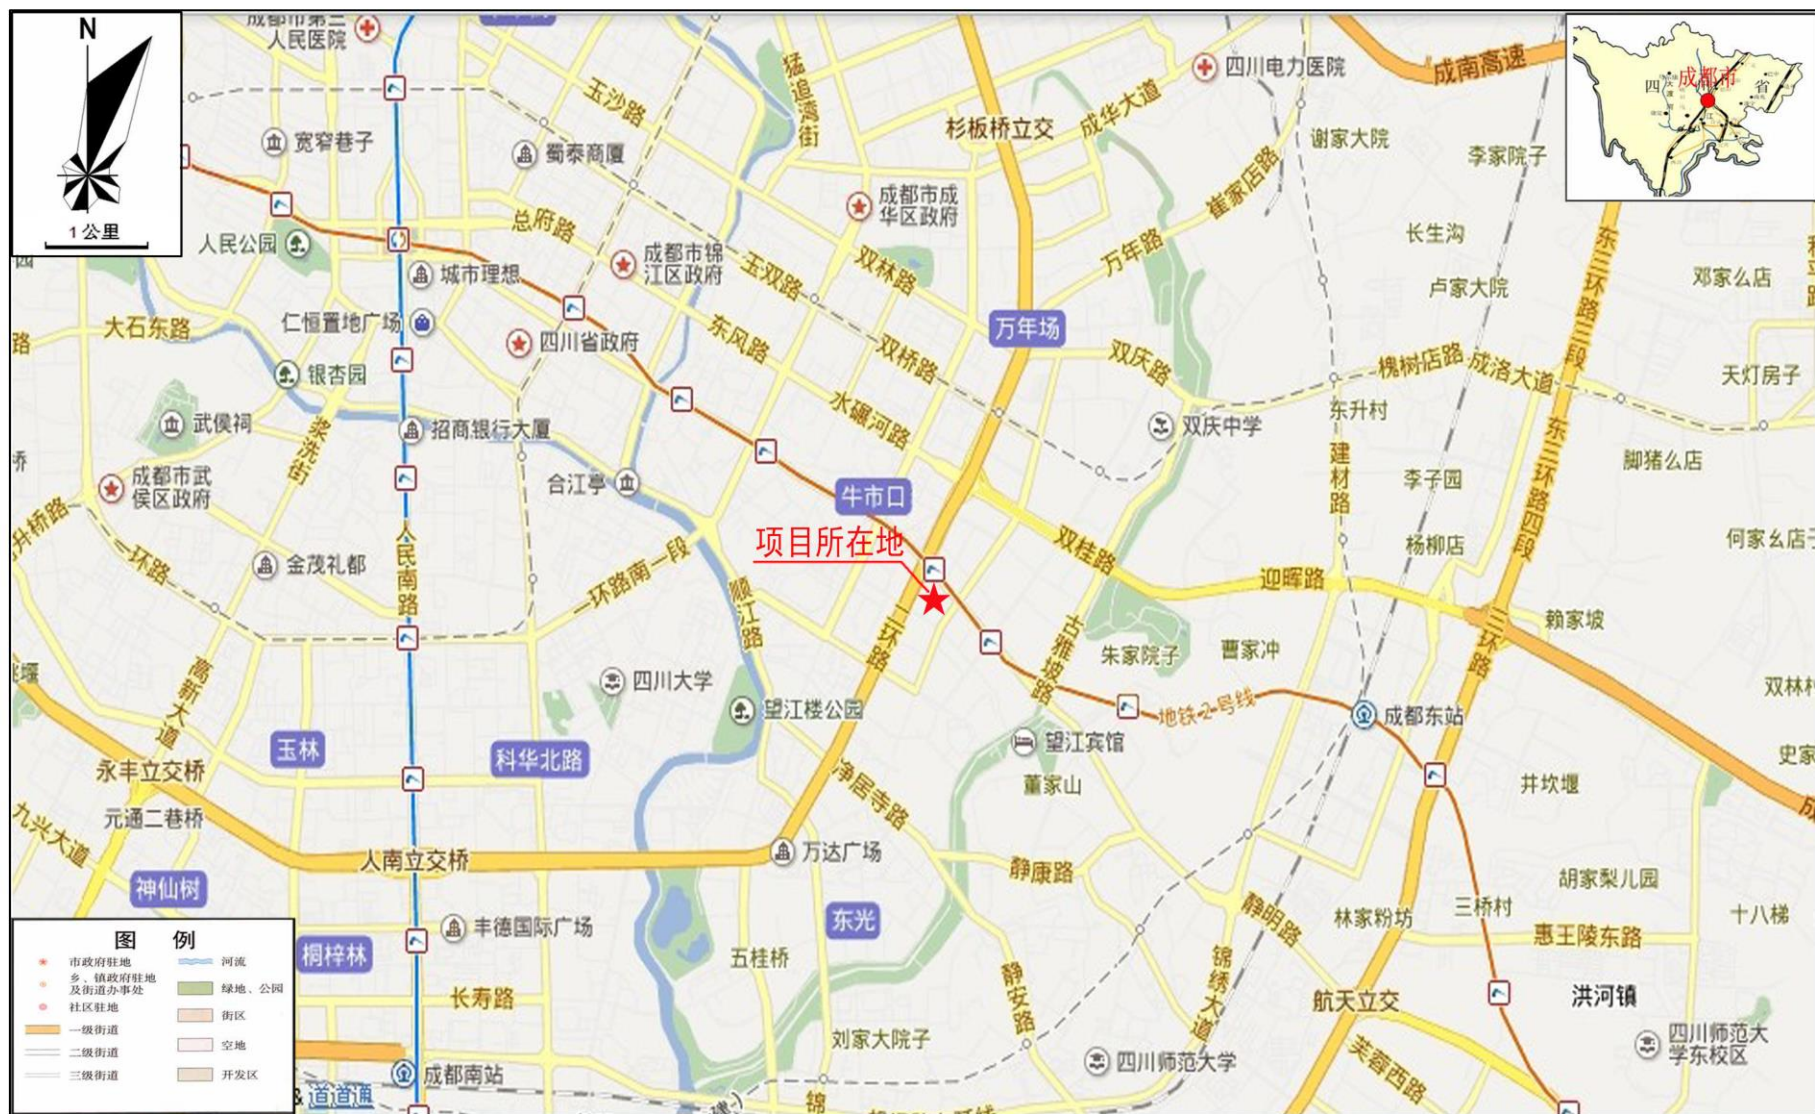 N
1 公里
成都市第三
人民医院
四川电力医院
成南高速
四
成都市
省
玉沙路
猛追湾街
杉板桥立交
成华大道
谢家大院
李家院子
宽窄巷子
蜀泰商厦
成都市成
华区政府
崔家店路
人民公园
总府路
成都市锦
江区政府
双林路
万年路
长生沟
东三环路三段
城市理想
玉双路
卢家大院
邓家么店
仁恒置地广场
大石东路
路
四川省政府
东风路
双桥路
万年场
双庆路
槐树店路
成洛大道
天灯房子
银杏园
水碾河路
东升村
武侯祠
浆洗街
招商银行大厦
双庆中学
东三环路四段
脚猪么店
桥
成都市武
侯区政府
合江亭
牛市口
建材路
李子园
杨柳店
何家幺店子
项目所在地
双桂路
一环路
金茂礼都
人民南路
一环路南一段
顺江路
二环路
迎晖路
三环路
赖家坡
古雅坡路
朱家院子
曹家冲
高新大道
四川大学
望江楼公园
地铁2号线
成都东站
双林村
玉林
科华北路
望江宾馆
史家
永丰立交桥
净居寺路
董家山
井坎堰
元通二巷桥
九兴大道
人南立交桥
万达广场
静康路
神仙树
胡家梨儿园
东光
静明路
林家粉坊
三桥村
十八梯
丰德国际广场
惠王陵东路
桐梓林
五桂桥
静安路
锦绣大道
长寿路
航天立交
洪河镇
刘家大院子
四川师范大学
芙蓉西路
四川师范大
学东校区
成都南站
道道通
锦
图 例
市政府驻地
河流
乡、镇政府驻地
及街道办事处
绿地、公园
社区驻地
街区
一级街道
空地
二级街道
开发区
三级街道